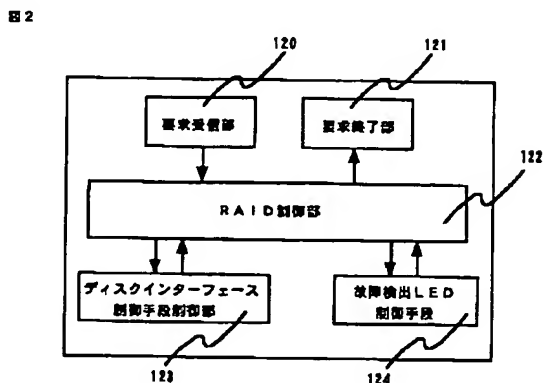 図2
120
121
要求受信部
要求終了部
122
RAID制御部
ディスクインターフェース
制御手段制御部
故障検出LED
制御手段
123
124